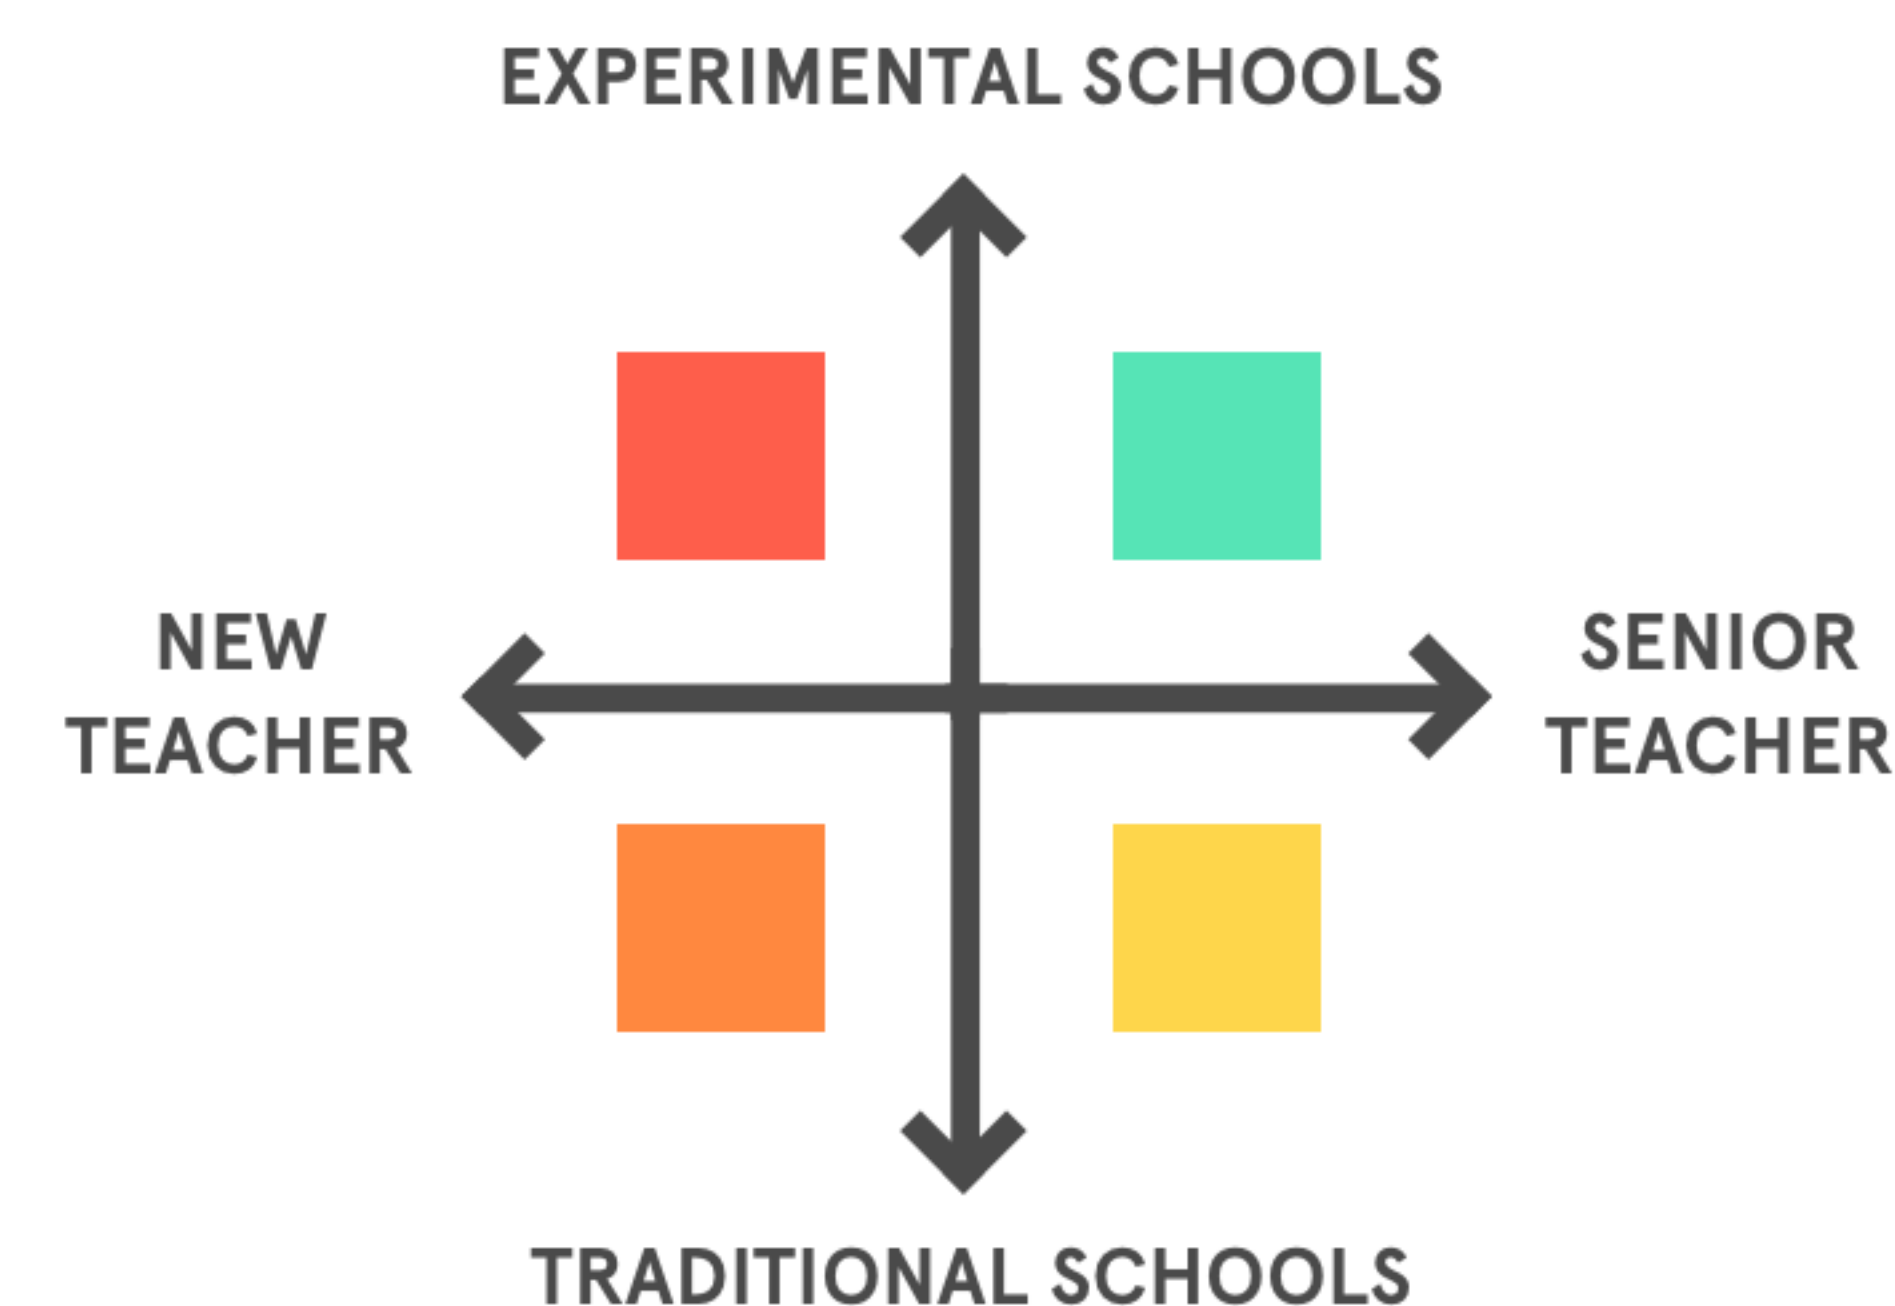 EXPERIMENTAL SCHOOLS
NEW
TEACHER
SENIOR
TEACHER
TRADITIONAL SCHOOLS